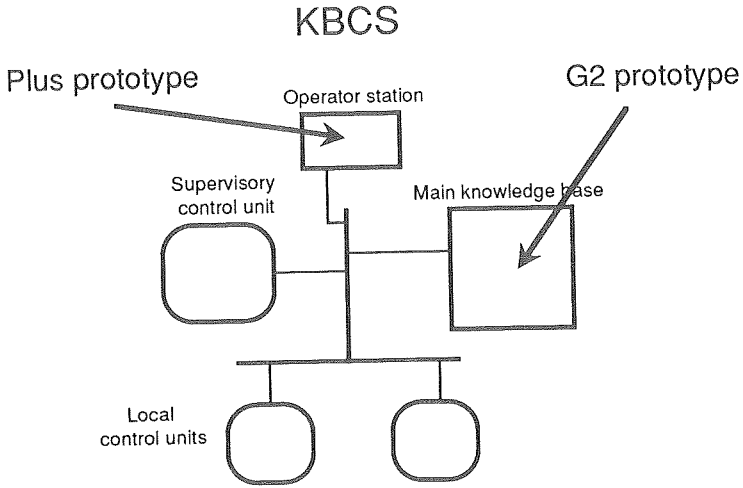 KBCS
Plus prototype
G2 prototype
Operator station
Supervisory
control unit
Main knowledge base
Local
control units